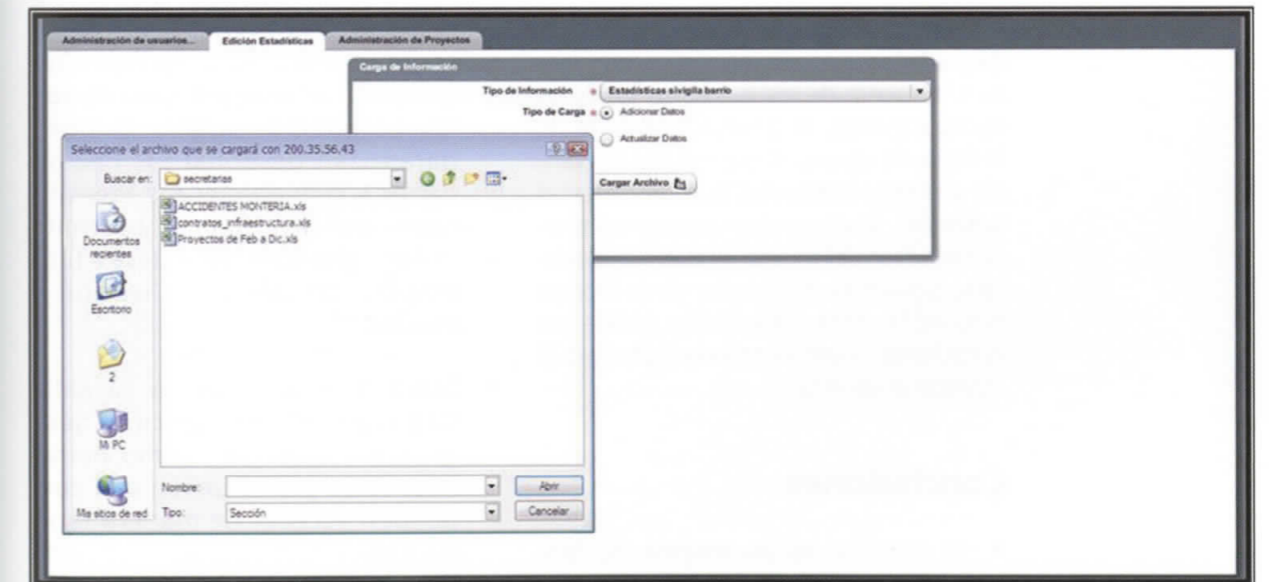 Administración de usuarios... Edición Estadísticas Administración de Proyectos
Carga de Información
Tipo de Información * Estadísticas sivigila barrio
Tipo de Carga * Adicionar Datos
Actualizar Datos
Cargar Archivo
Seleccione el archivo que se cargará con 200.35.56.43
Buscar en: secretarias
ACCIDENTES MONTERIA.xls
contratos_infraestructura.xls
Proyectos de Feb a Dic.xls
Documentos recientes
Escritorio
2
Mi PC
Mis sitios de red
Nombre: Abrir
Tipo: Sección Cancelar